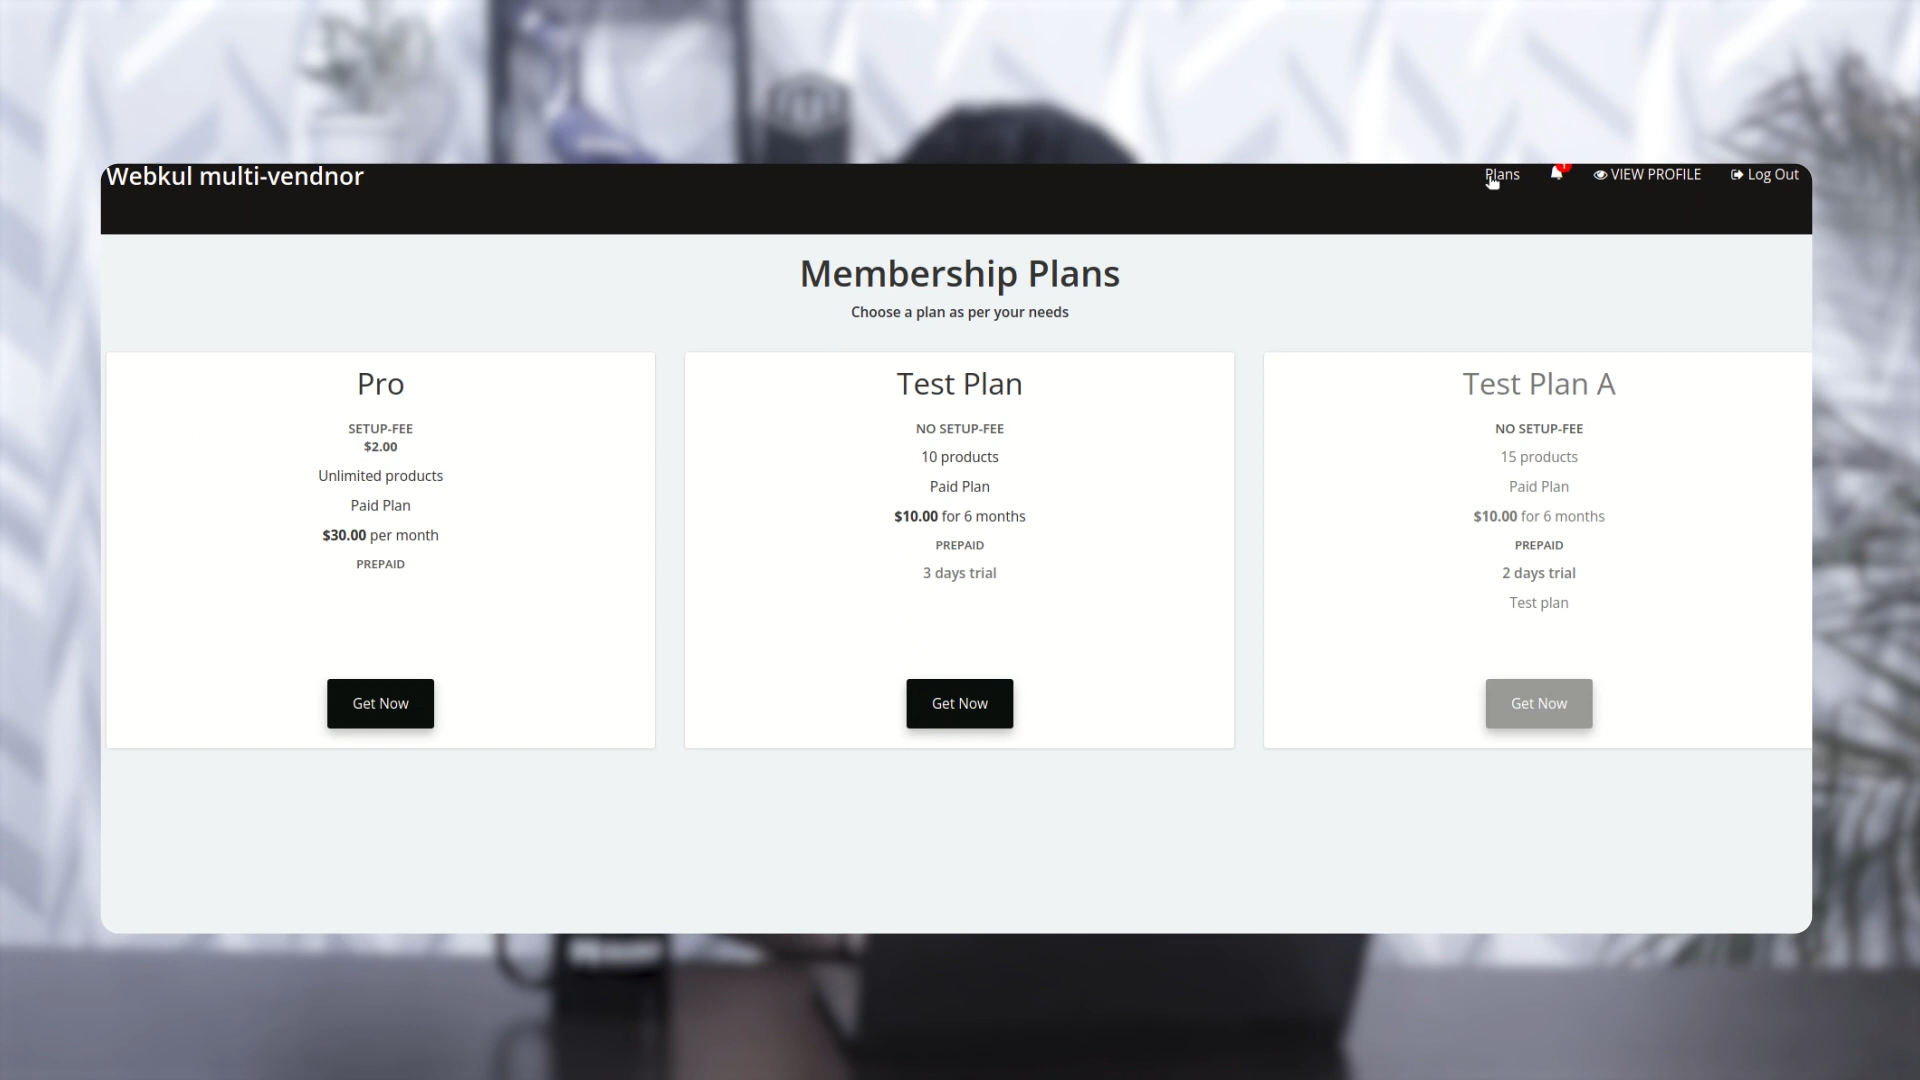 Webkul multi-vendnor
Plans
1
VIEW PROFILE
Log Out
Membership Plans
Choose a plan as per your needs
Pro
SETUP-FEE
$2.00
Unlimited products
Paid Plan
$30.00 per month
PREPAID
Get Now
Test Plan
NO SETUP-FEE
10 products
Paid Plan
$10.00 for 6 months
PREPAID
3 days trial
Get Now
Test Plan A
NO SETUP-FEE
15 products
Paid Plan
$10.00 for 6 months
PREPAID
2 days trial
Test plan
Get Now